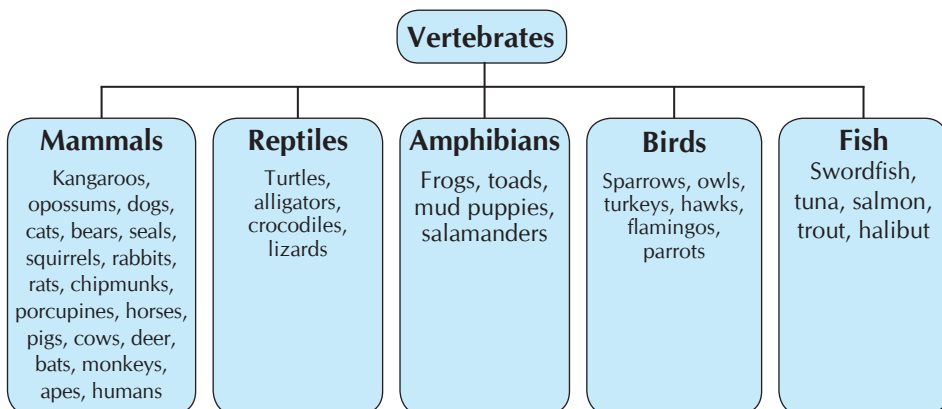 Vertebrates
Mammals
Kangaroos,
opossums, dogs,
cats, bears, seals,
squirrels, rabbits,
rats, chipmunks,
porcupines, horses,
pigs, cows, deer,
bats, monkeys,
apes, humans
Reptiles
Turtles,
alligators,
crocodiles,
lizards
Amphibians
Frogs, toads,
mud puppies,
salamanders
Birds
Sparrows, owls,
turkeys, hawks,
flamingos,
parrots
Fish
Swordfish,
tuna, salmon,
trout, halibut